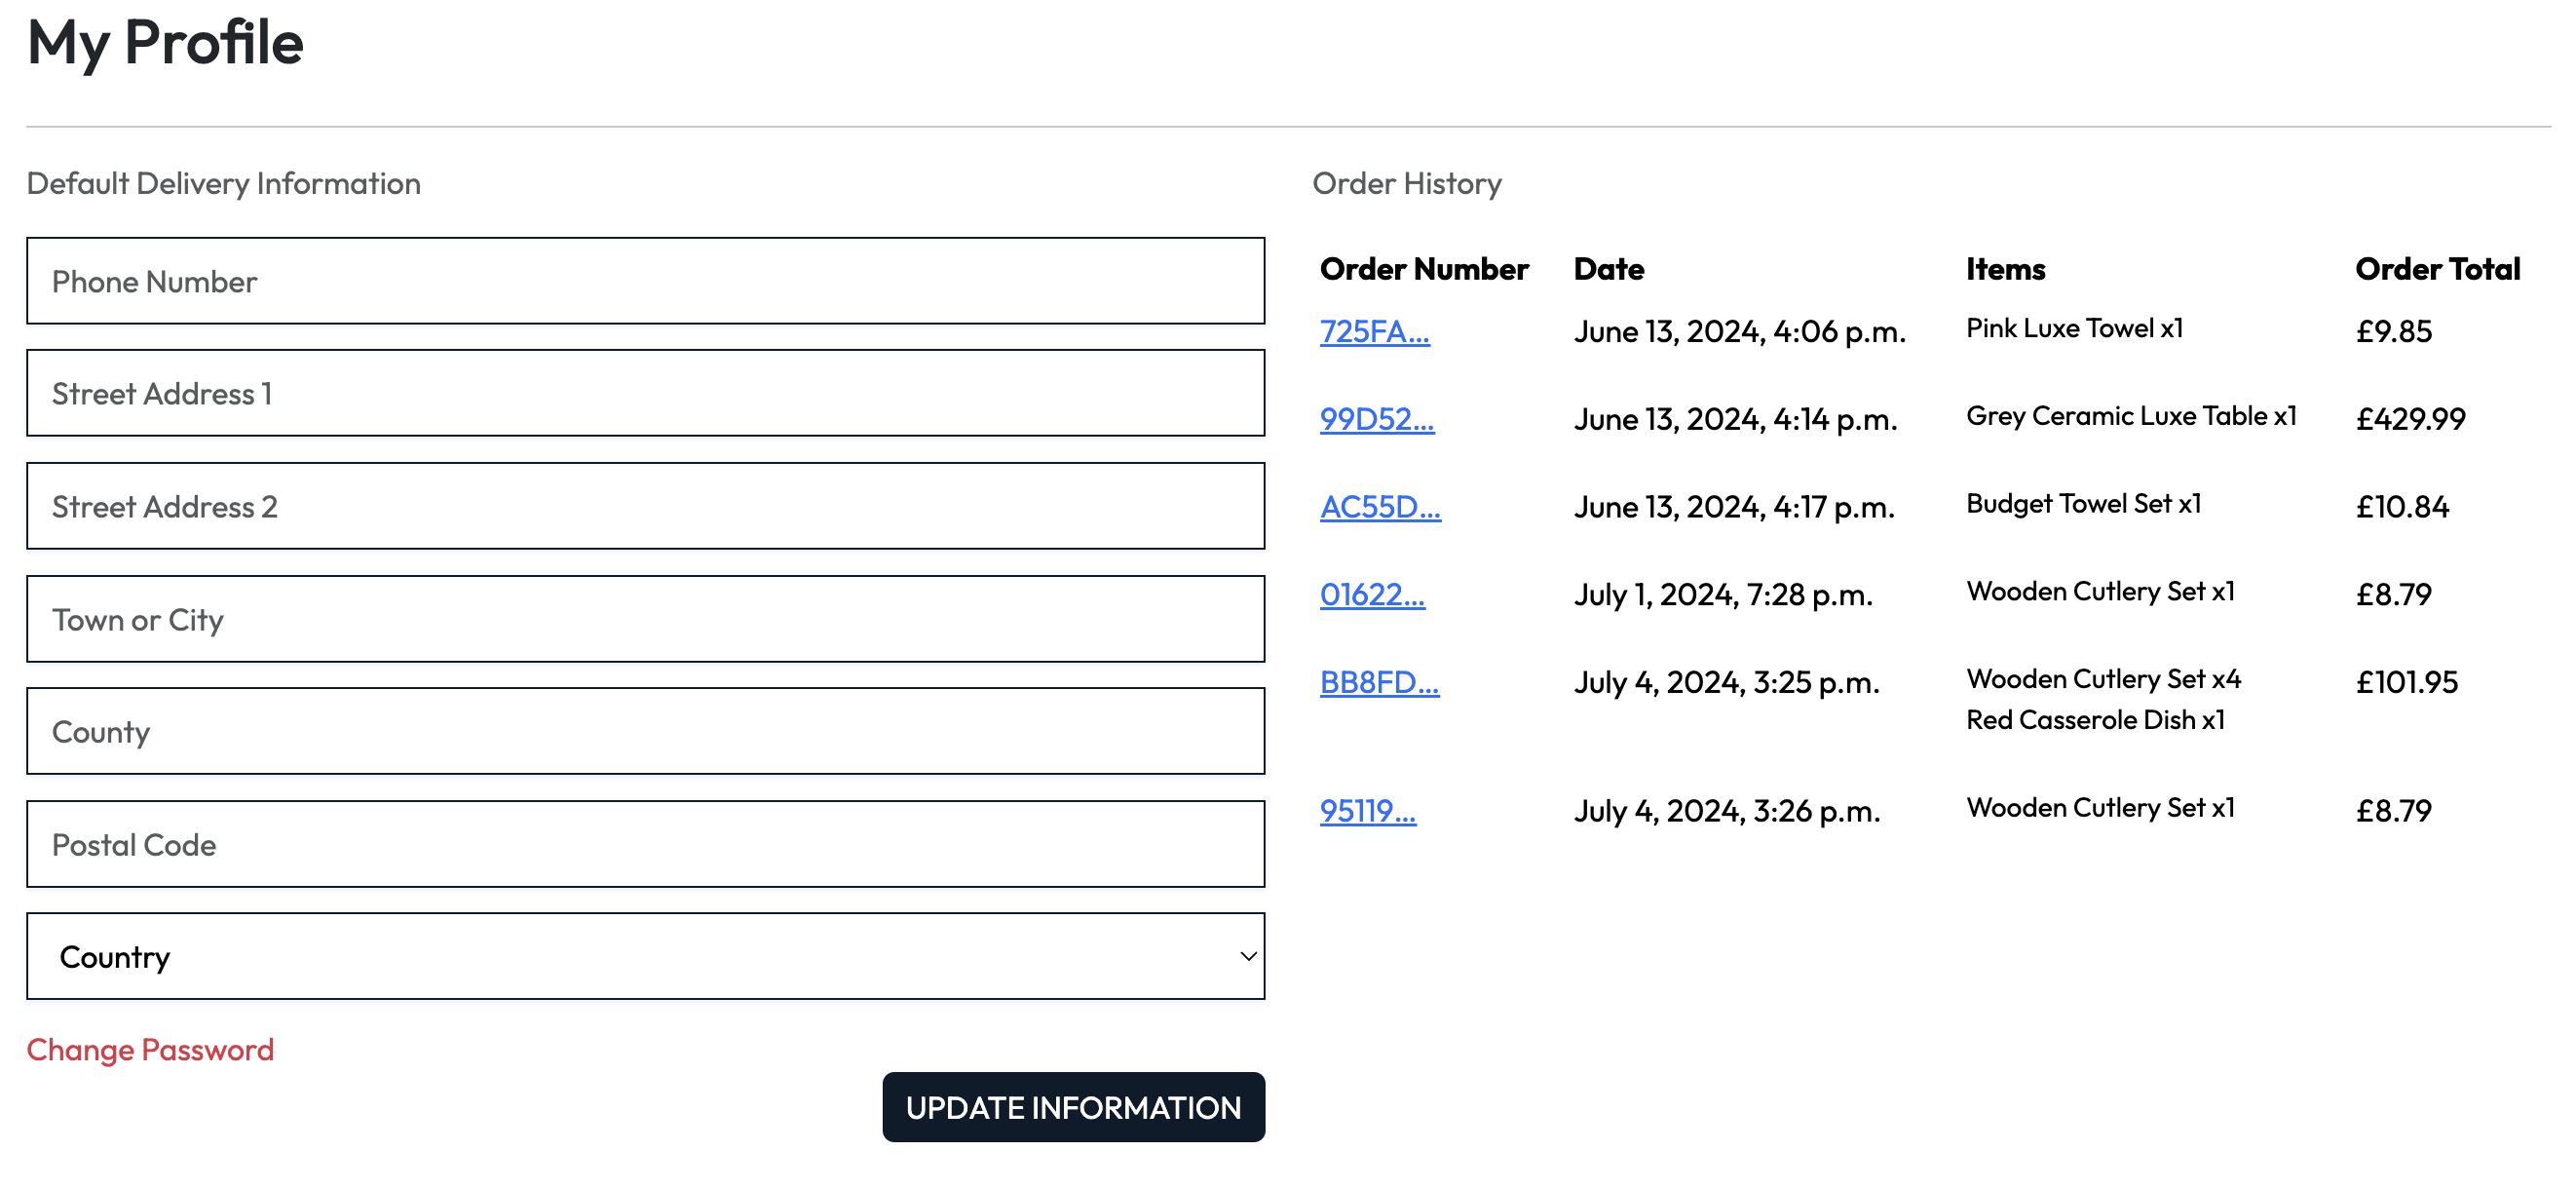 My Profile
Default Delivery Information
Phone Number
Street Address 1
Street Address 2
Town or City
County
Postal Code
Country
Change Password
UPDATE INFORMATION
Order History
Order Number Date Items Order Total
725FA... June 13, 2024, 4:06 p.m. Pink Luxe Towel x1 £9.85
99D52... June 13, 2024, 4:14 p.m. Grey Ceramic Luxe Table x1 £429.99
AC55D... June 13, 2024, 4:17 p.m. Budget Towel Set x1 £10.84
01622... July 1, 2024, 7:28 p.m. Wooden Cutlery Set x1 £8.79
BB8FD... July 4, 2024, 3:25 p.m. Wooden Cutlery Set x4 £101.95
Red Casserole Dish x1
95119... July 4, 2024, 3:26 p.m. Wooden Cutlery Set x1 £8.79